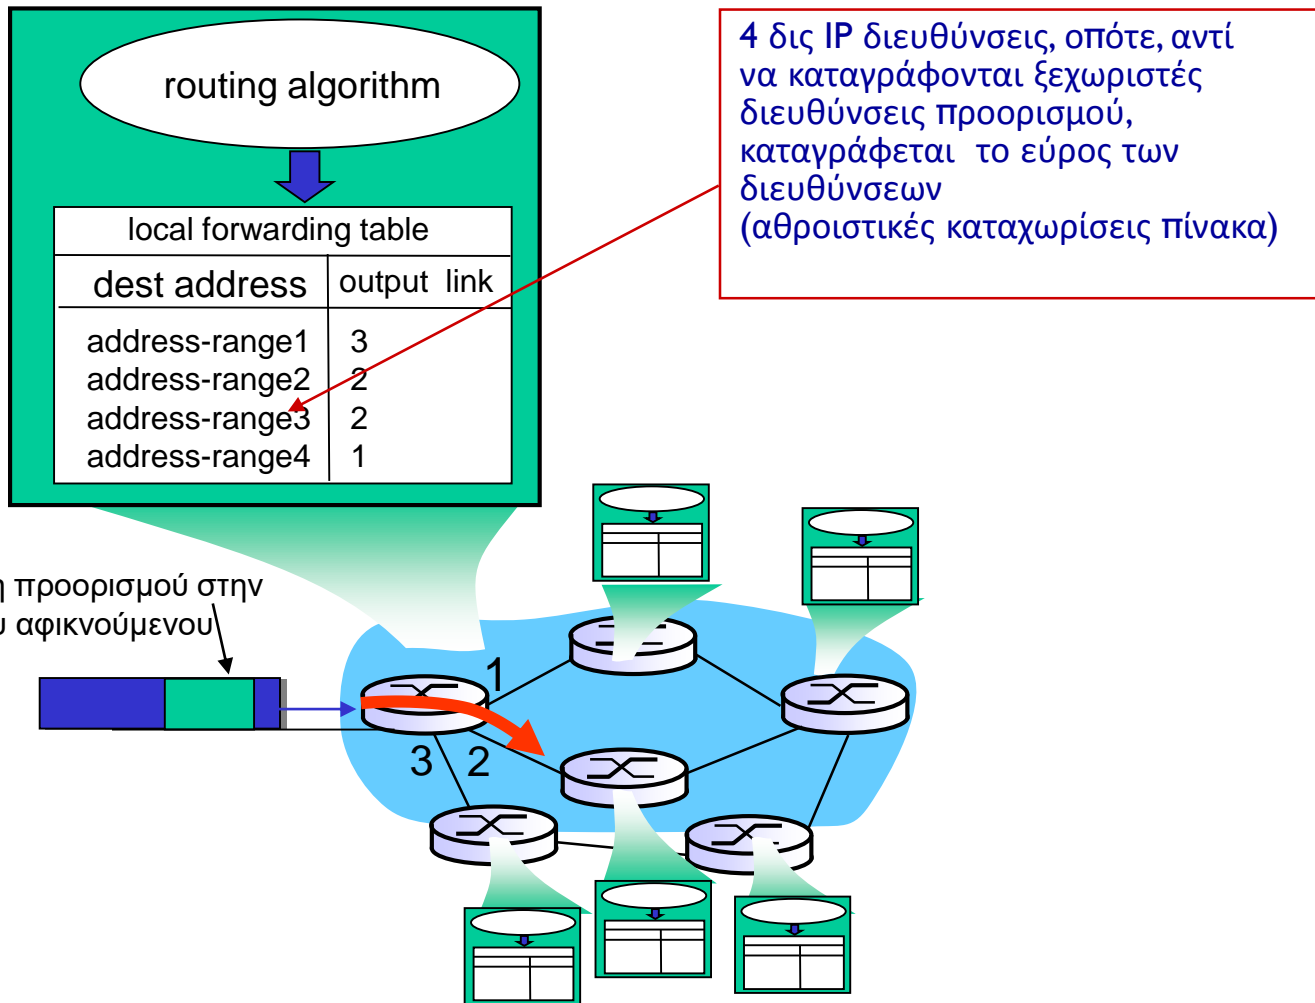 routing algorithm
local forwarding table
dest address output link
address-range1 3
address-range2 2
address-range3 2
address-range4 1
4 δις IP διευθύνσεις, οπότε, αντί
να καταγράφονται ξεχωριστές
διευθύνσεις προορισμού,
καταγράφεται το εύρος των
διευθύνσεων
(αθροιστικές καταχωρίσεις πίνακα)
προορισμού στην
αφικνούμενου
1
3 2